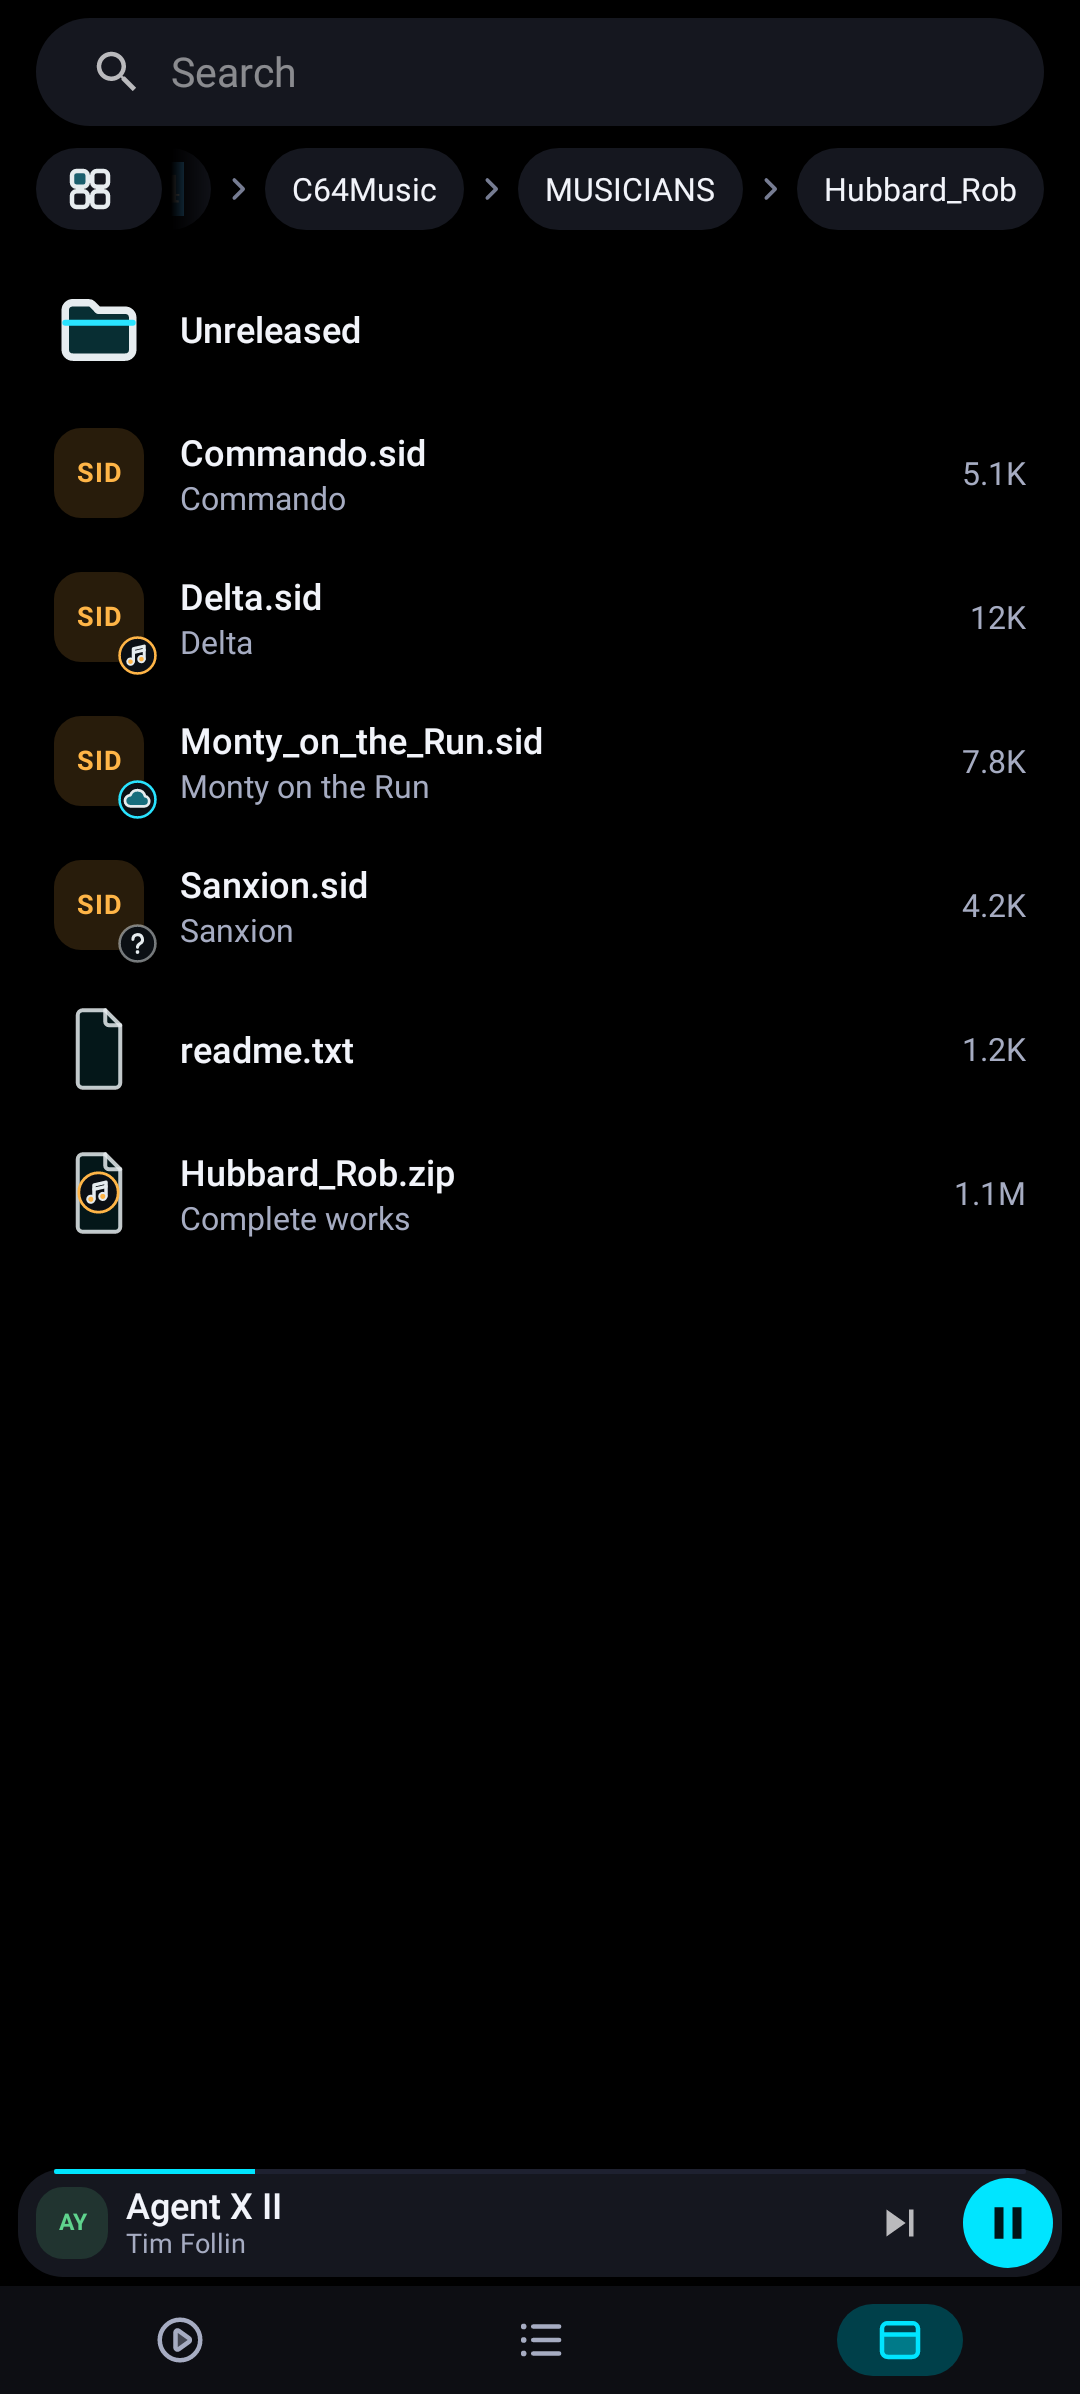 Search
C64Music
MUSICIANS
Hubbard_Rob
Unreleased
SID
Commando.sid
Commando
5.1K
SID
Delta.sid
Delta
12K
SID
Monty_on_the_Run.sid
Monty on the Run
7.8K
SID
Sanxion.sid
Sanxion
4.2K
?
readme.txt
1.2K
Hubbard_Rob.zip
Complete works
1.1M
AY
Agent X II
Tim Follin